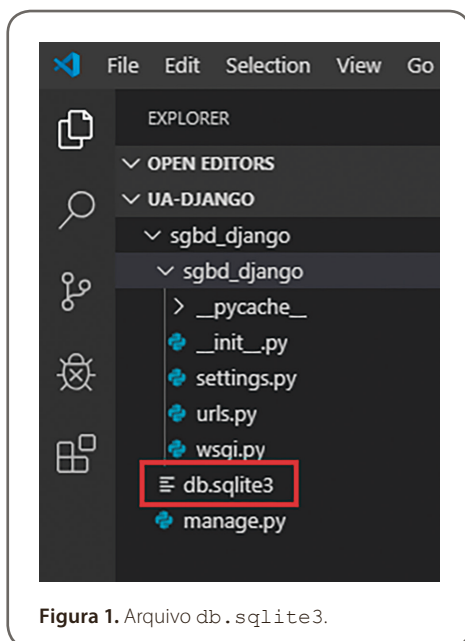 File Edit Selection View Go
EXPLORER
OPEN EDITORS
UA-DJANGO
sgbd_django
sgbd_django
__pycache__
__init__.py
settings.py
urls.py
wsgi.py
db.sqlite3
manage.py
Figura 1. Arquivo db.sqlite3.